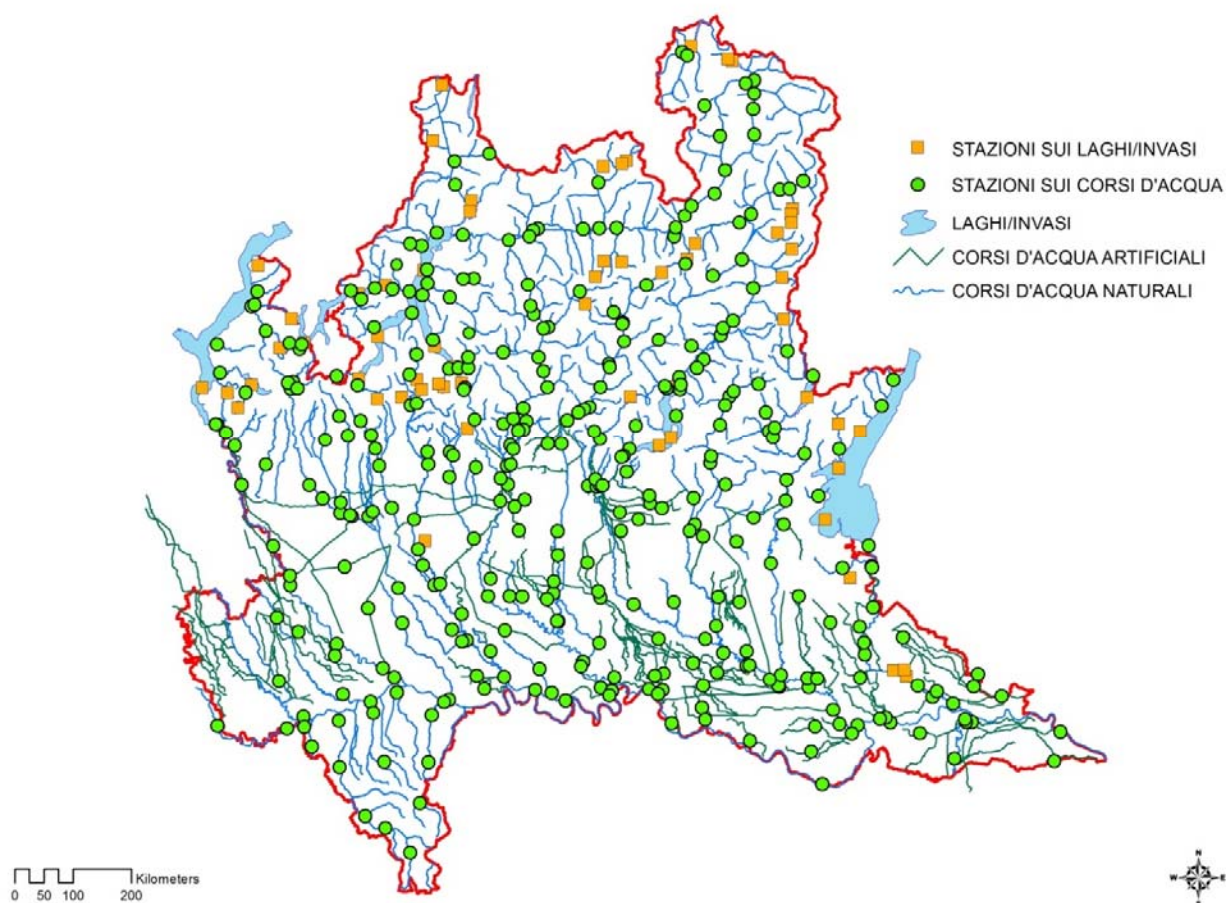 STAZIONI SUI LAGHI/INVASI
STAZIONI SUI CORSI D'ACQUA
LAGHI/INVASI
CORSI D'ACQUA ARTIFICIALI
CORSI D'ACQUA NATURALI
Kilometers
0 50 100 200
N
W E
S